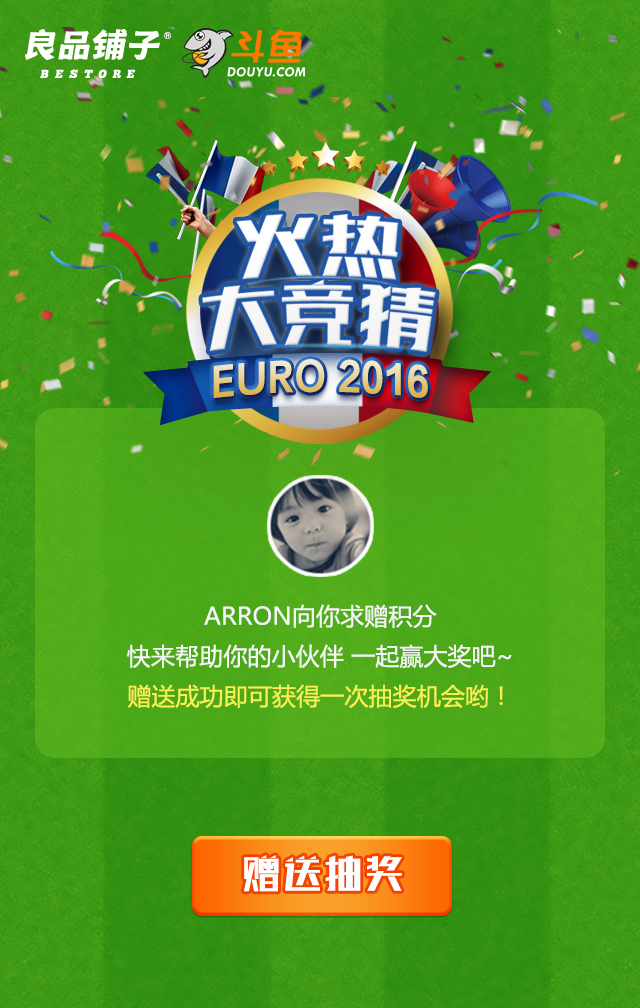 良品铺子®
BESTORE
斗鱼
DOUYU.COM
火热
大竞猜
EURO 2016
ARRON向你求赠积分
快来帮助你的小伙伴 一起赢大奖吧~
赠送成功即可获得一次抽奖机会哟！
赠送抽奖